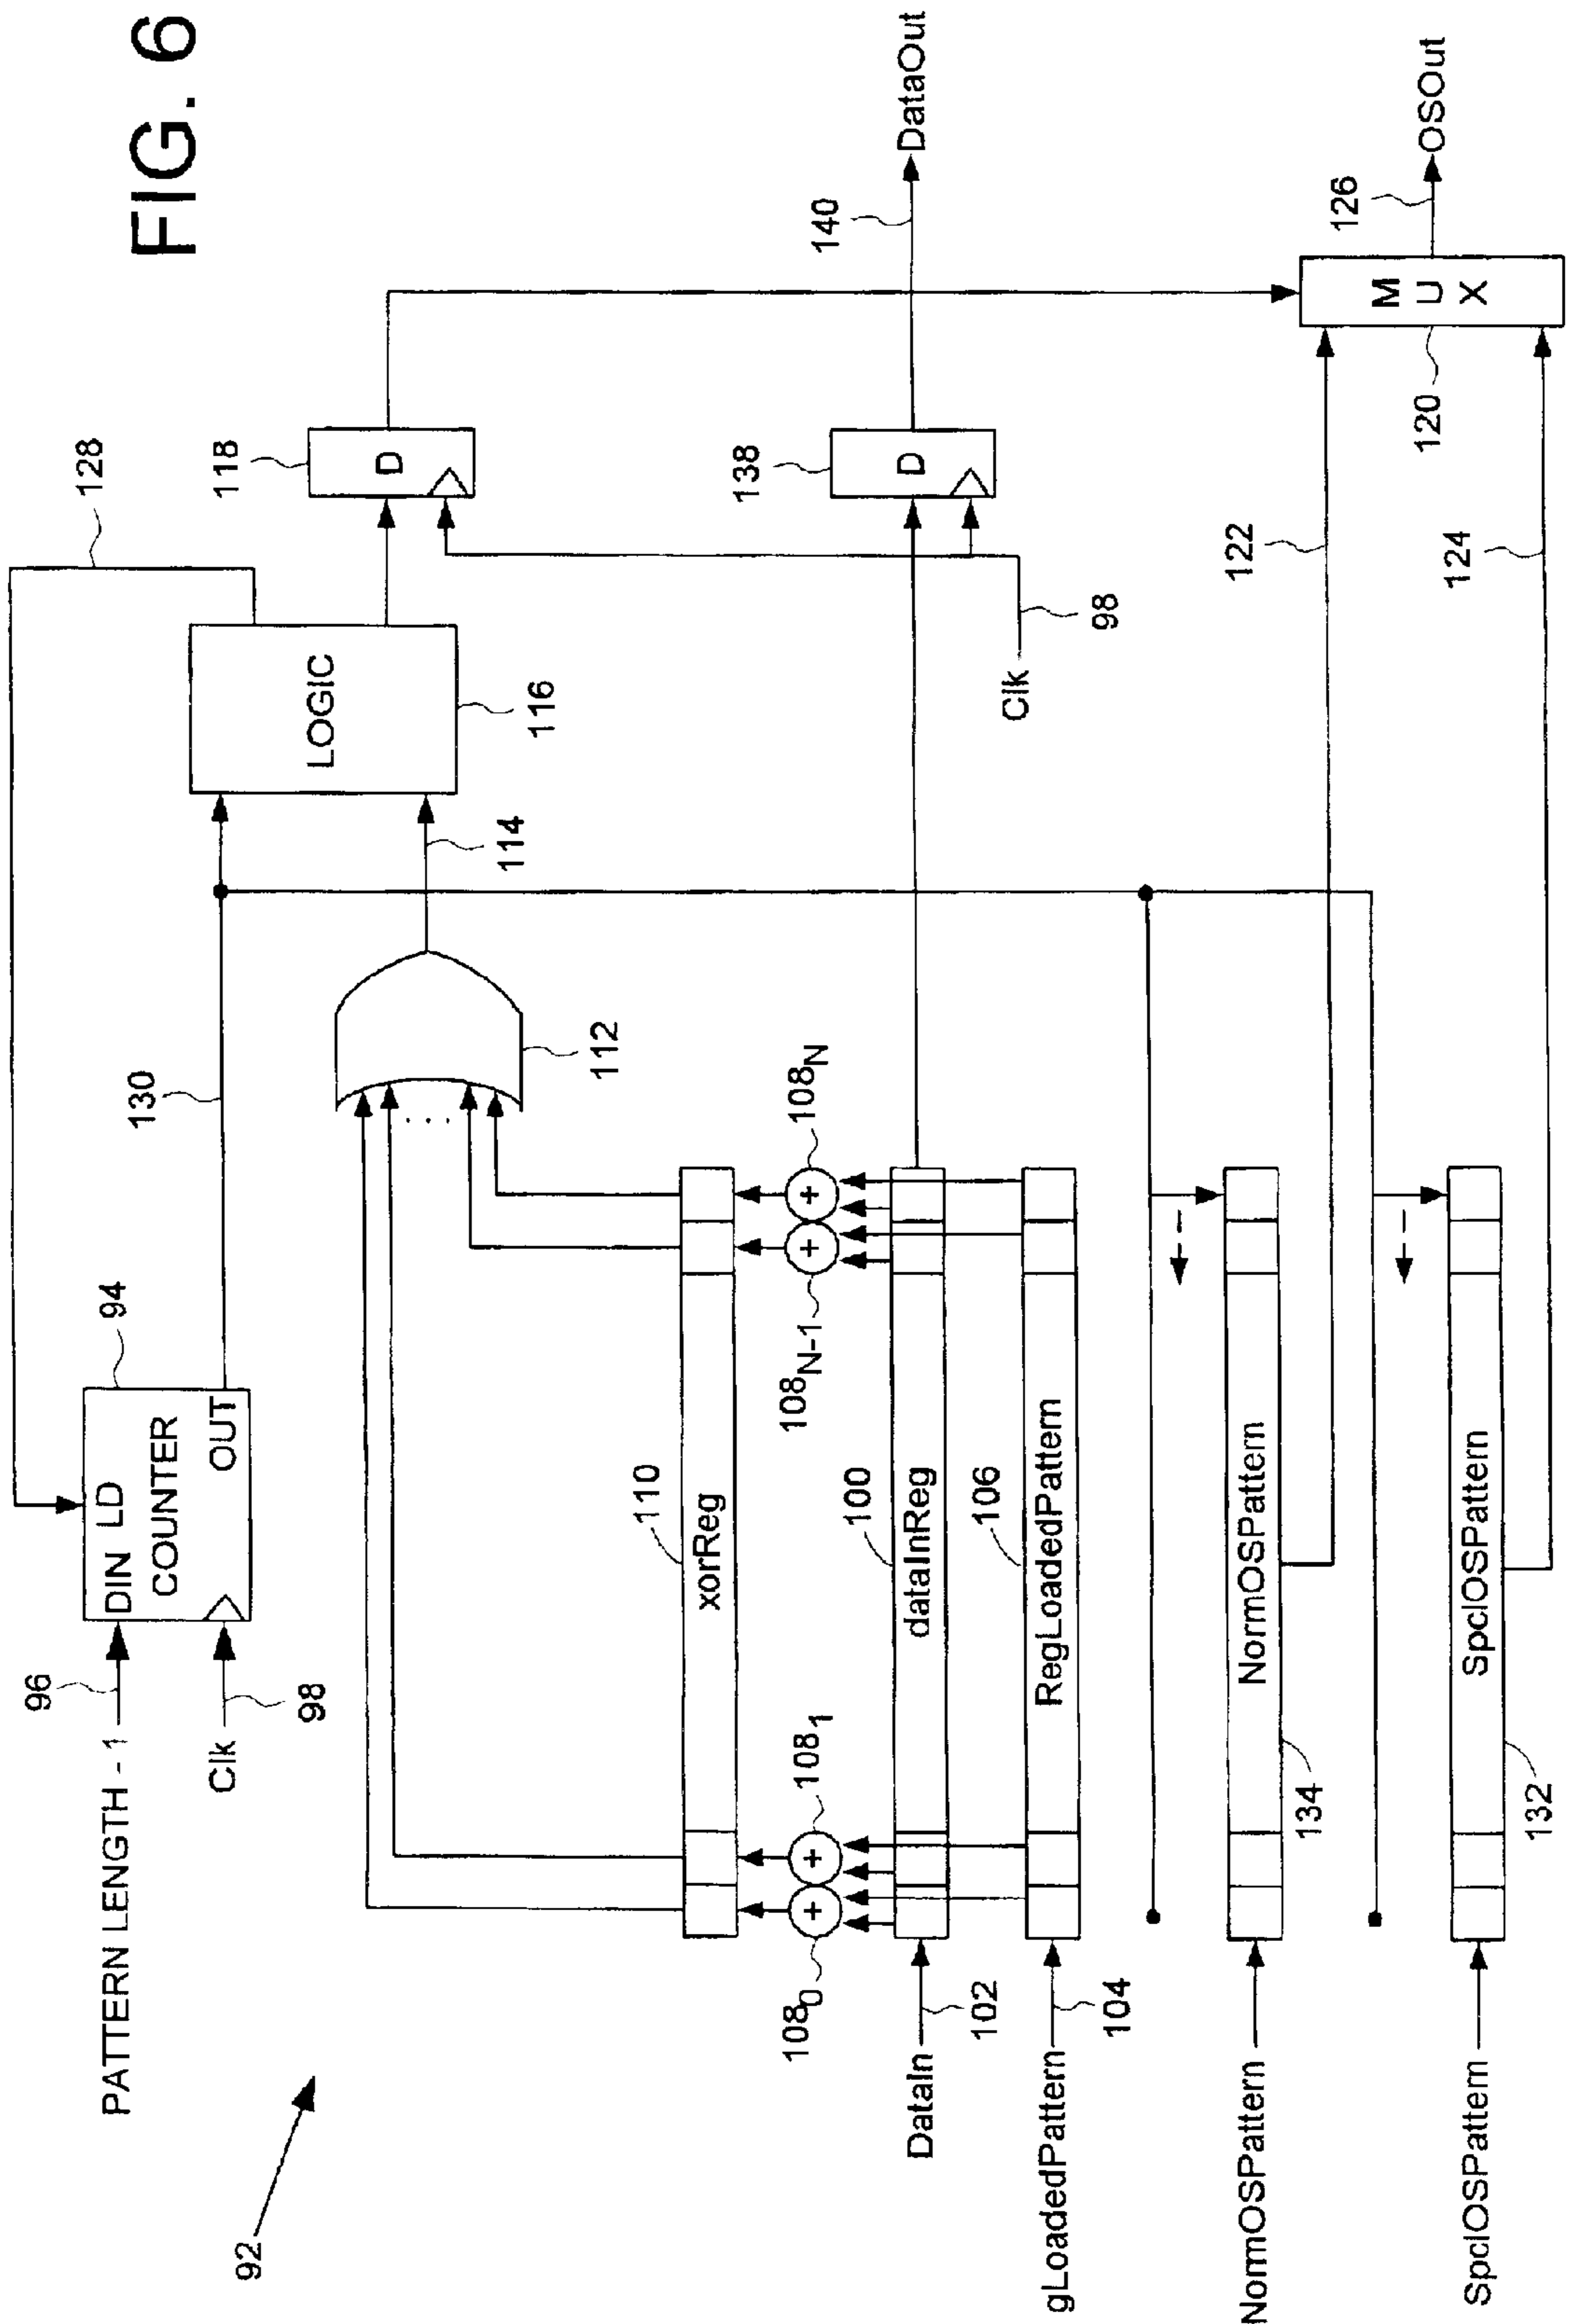 FIG. 6
92
PATTERN LENGTH - 1
96
Clk
98
DIN LD
COUNTER
OUT
94
130
128
LOGIC
116
114
112
118
D
xorReg
110
108₀
108₁
108N-1
108N
DataIn
102
dataInReg
100
138
D
140
DataOut
Clk
98
gLoadedPattern
104
RegLoadedPattern
106
NormOSPattern
NormOSPattern
134
122
SpclOSPattern
SpclOSPattern
132
124
MUX
120
126
OSOut